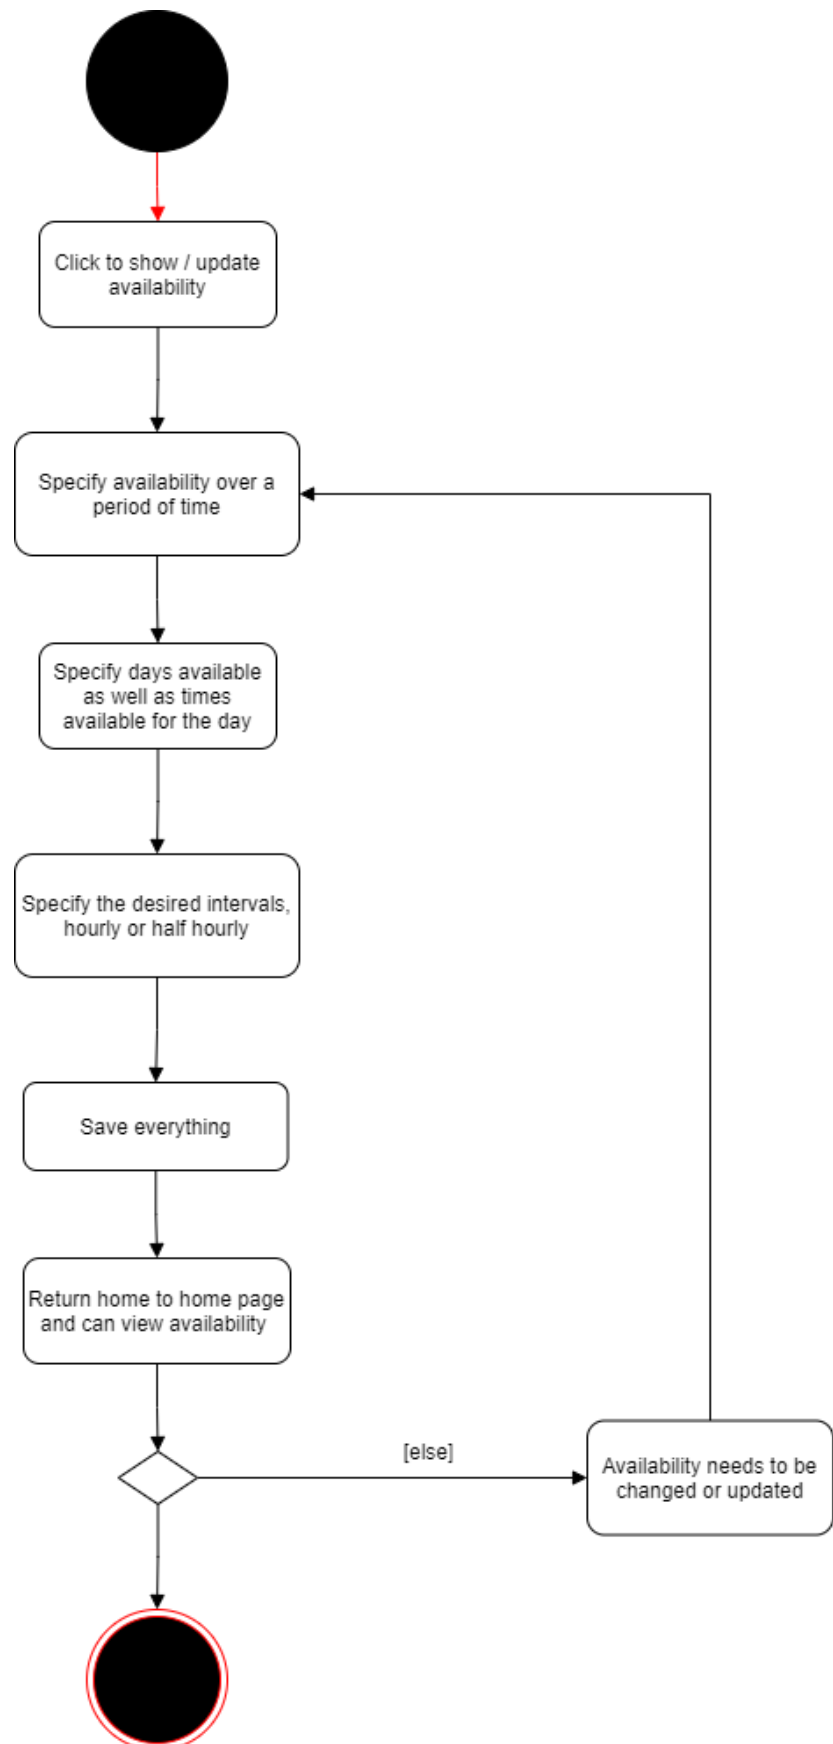 Click to show / update
availability
Specify availability over a
period of time
Specify days available
as well as times
available for the day
Specify the desired intervals,
hourly or half hourly
Save everything
Return home to home page
and can view availability
[else]
Availability needs to be
changed or updated